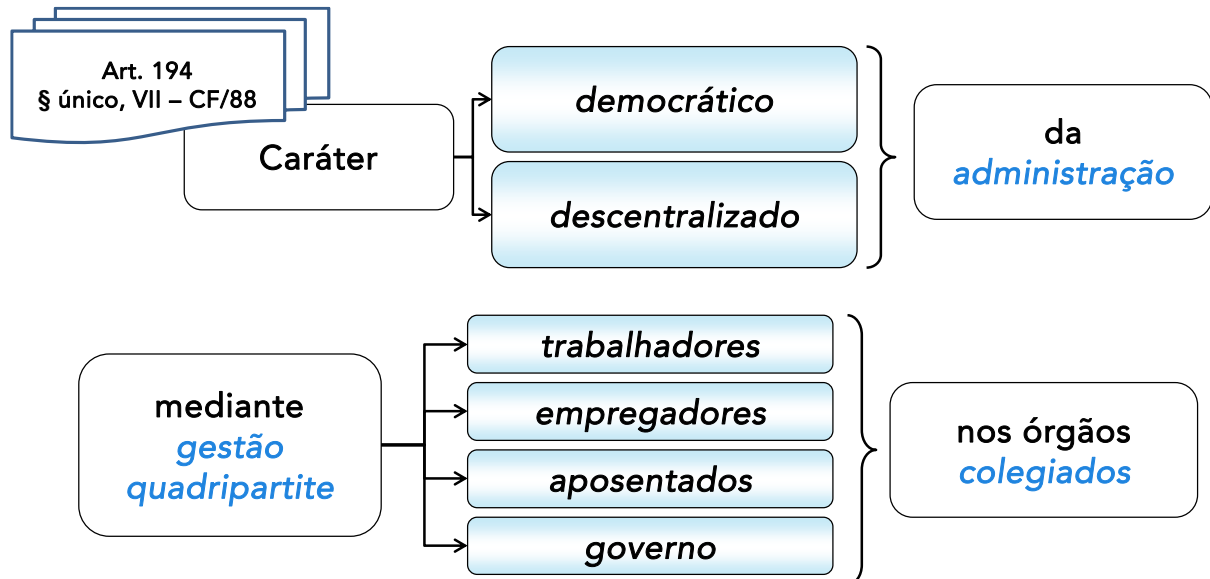 Art. 194
§ único, VII – CF/88
Caráter
democrático
descentralizado
da
administração
mediante
gestão
quadripartite
trabalhadores
empregadores
aposentados
governo
nos órgãos
colegiados